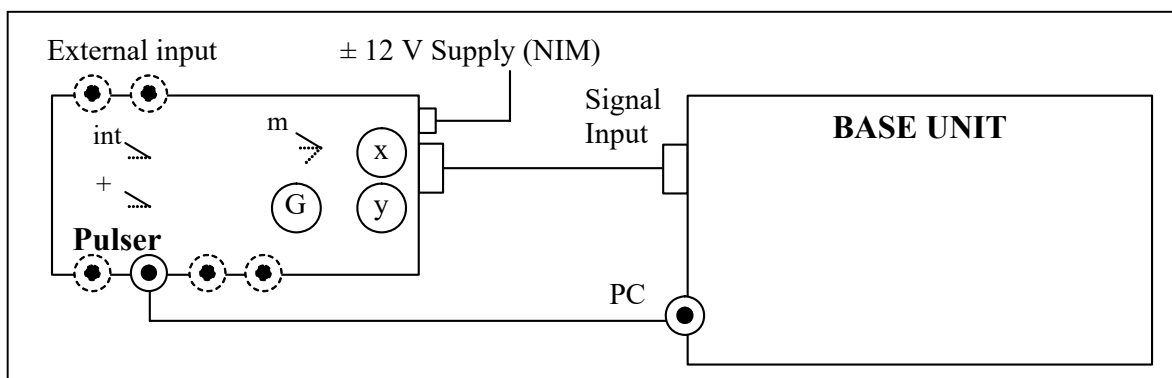 External input
± 12 V Supply (NIM)
Signal
Input
BASE UNIT
int
m
x
+
G
y
Pulser
PC